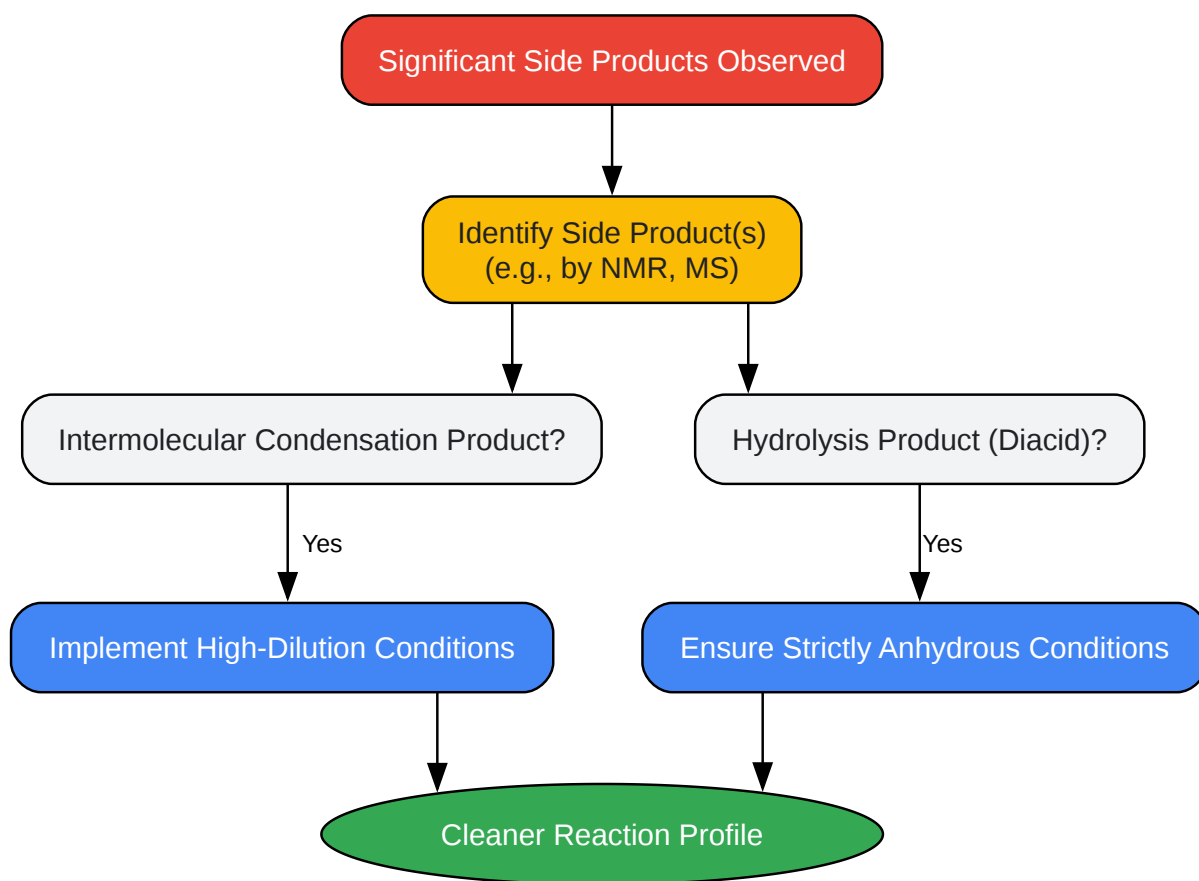 Significant Side Products Observed
Identify Side Product(s)
(e.g., by NMR, MS)
Intermolecular Condensation Product?
Hydrolysis Product (Diacid)?
Yes
Yes
Implement High-Dilution Conditions
Ensure Strictly Anhydrous Conditions
Cleaner Reaction Profile